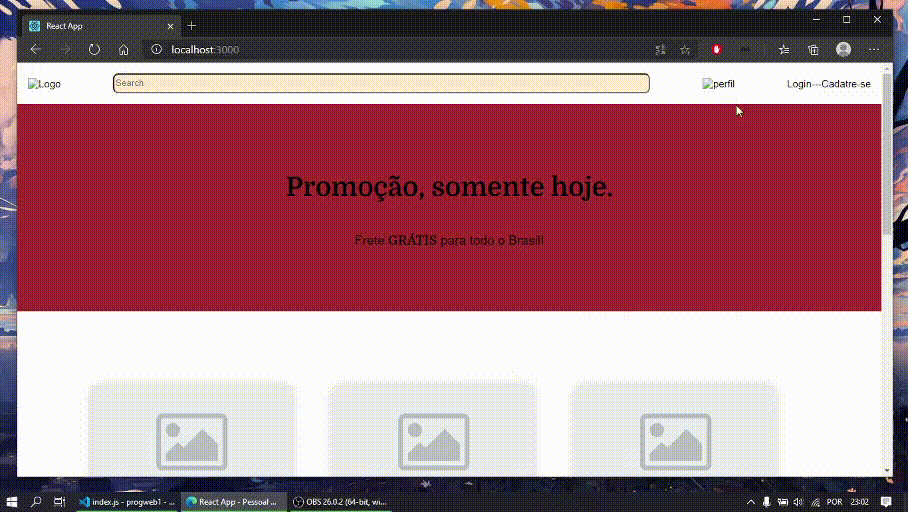 React App
localhost:3000
Logo
Search
perfil
Login---Cadatre-se
Promoção, somente hoje.
Frete GRÁTIS para todo o Brasil!
index.js - progweb1 - ...
React App - Pessoal ...
OBS 26.0.2 (64-bit, wi...
POR
23:02